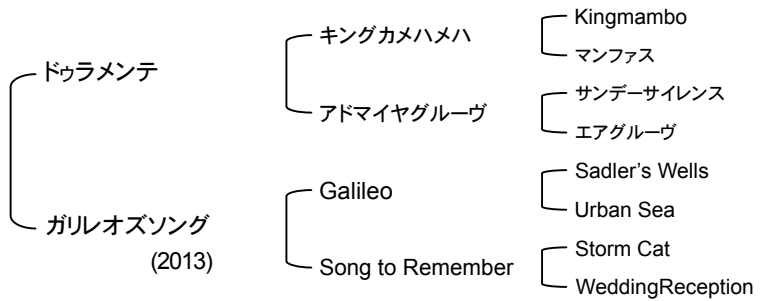 Kingmambo
キングカメハメハ
マンファス
ドゥラメンテ
サンデーサイレンス
アドマイヤグルーヴ
エアグルーヴ
Sadler's Wells
Galileo
Urban Sea
ガリレオズソング
(2013)
Storm Cat
Song to Remember
WeddingReception